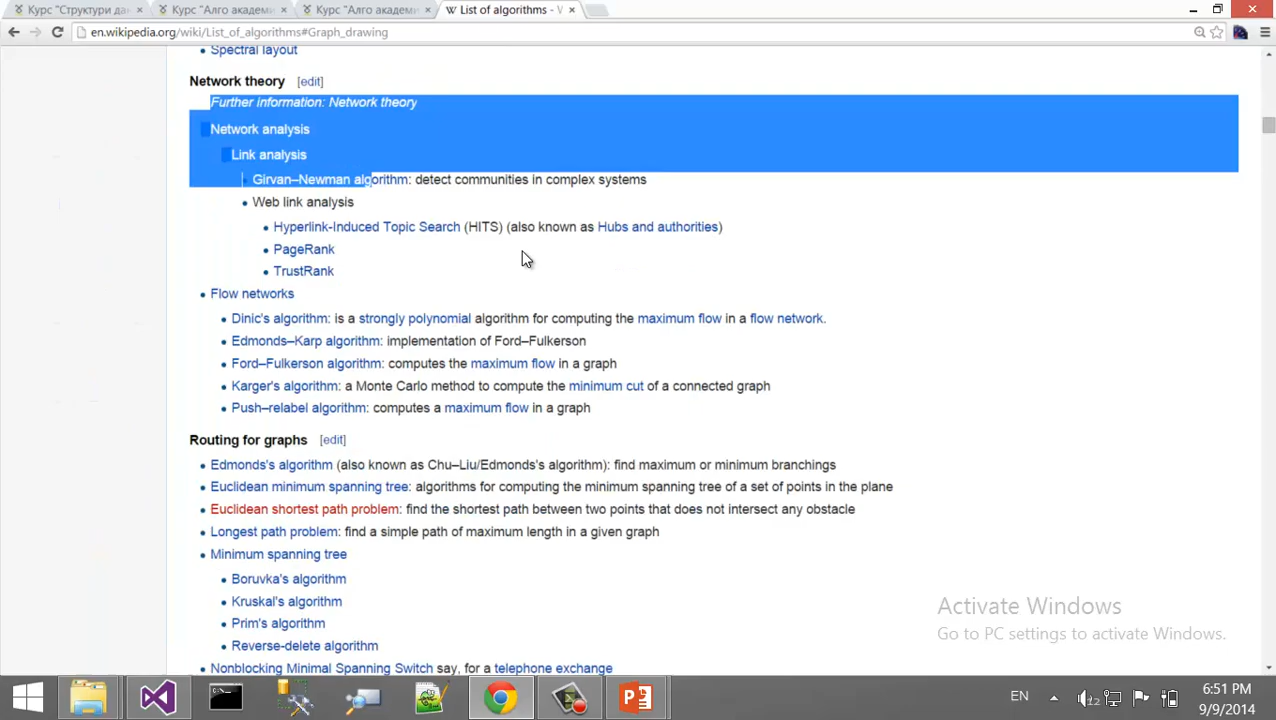 Курс "Структури дан
Курс "Алго академи
Курс "Алго академи
W List of algorithms - W
en.wikipedia.org/wiki/List_of_algorithms#Graph_drawing
Spectral layout
Network theory [edit]
Further information: Network theory
Network analysis
Link analysis
Girvan–Newman algorithm: detect communities in complex systems
Web link analysis
Hyperlink-Induced Topic Search (HITS) (also known as Hubs and authorities)
PageRank
TrustRank
Flow networks
Dinic's algorithm: is a strongly polynomial algorithm for computing the maximum flow in a flow network.
Edmonds–Karp algorithm: implementation of Ford–Fulkerson
Ford–Fulkerson algorithm: computes the maximum flow in a graph
Karger's algorithm: a Monte Carlo method to compute the minimum cut of a connected graph
Push–relabel algorithm: computes a maximum flow in a graph
Routing for graphs [edit]
Edmonds's algorithm (also known as Chu–Liu/Edmonds's algorithm): find maximum or minimum branchings
Euclidean minimum spanning tree: algorithms for computing the minimum spanning tree of a set of points in the plane
Euclidean shortest path problem: find the shortest path between two points that does not intersect any obstacle
Longest path problem: find a simple path of maximum length in a given graph
Minimum spanning tree
Boruvka's algorithm
Kruskal's algorithm
Prim's algorithm
Reverse-delete algorithm
Nonblocking Minimal Spanning Switch say, for a telephone exchange
Activate Windows
Go to PC settings to activate Windows.
EN
6:51 PM
9/9/2014